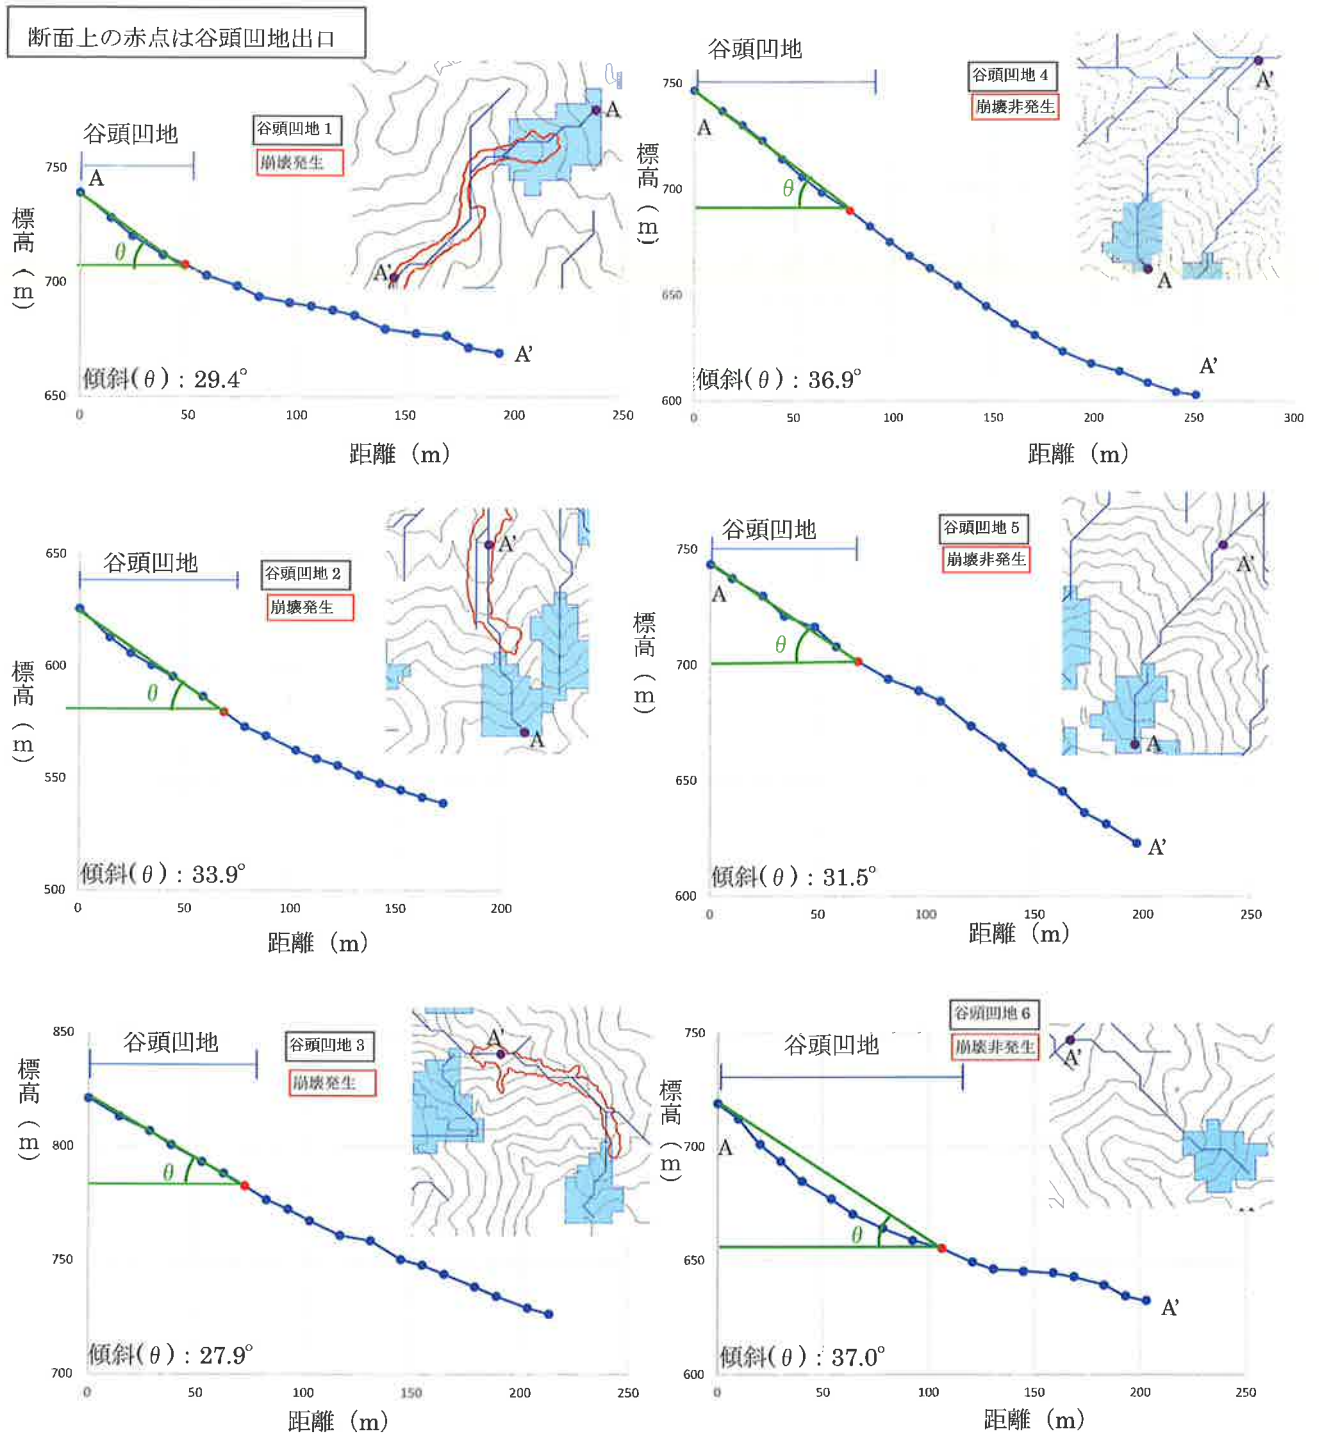 断面上の赤点は谷頭凹地出口
谷頭凹地
谷頭凹地 1
崩壊発生
A
A
A'
A'
θ
標高(m)
750
700
650
傾斜(θ)：29.4°
0 50 100 150 200 250
距離 (m)
谷頭凹地
谷頭凹地 4
崩壊非発生
A
A'
A
A'
θ
標高(m)
750
700
650
600
傾斜(θ)：36.9°
0 50 100 150 200 250 300
距離 (m)
谷頭凹地
谷頭凹地 2
崩壊発生
A'
A
θ
標高(m)
650
600
550
500
傾斜(θ)：33.9°
0 50 100 150 200
距離 (m)
谷頭凹地
谷頭凹地 5
崩壊非発生
A
A'
A
A'
θ
標高(m)
750
700
650
600
傾斜(θ)：31.5°
0 50 100 150 200 250
距離 (m)
谷頭凹地
谷頭凹地 3
崩壊発生
A'
θ
標高(m)
850
800
750
700
傾斜(θ)：27.9°
0 50 100 150 200 250
距離 (m)
谷頭凹地
谷頭凹地 6
崩壊非発生
A'
A
A'
θ
標高(m)
750
700
650
600
傾斜(θ)：37.0°
0 50 100 150 200 250
距離 (m)